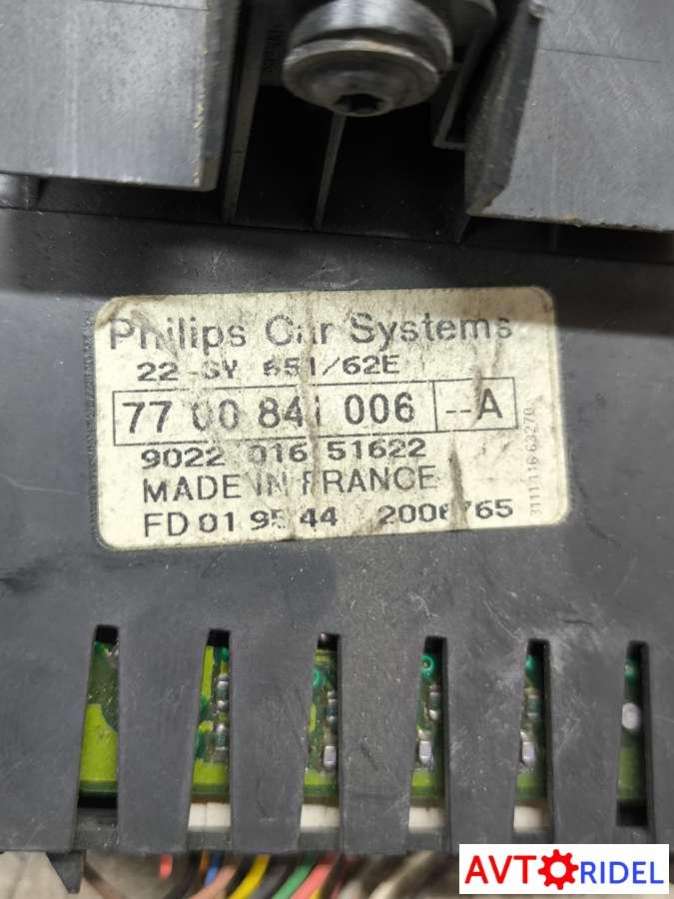 Philips Car Systems
22-SY 651/62E
77 00 841 006 --A
9022 016 51622
MADE IN FRANCE
FD 01 95 44 2006765
AVTORIDEL